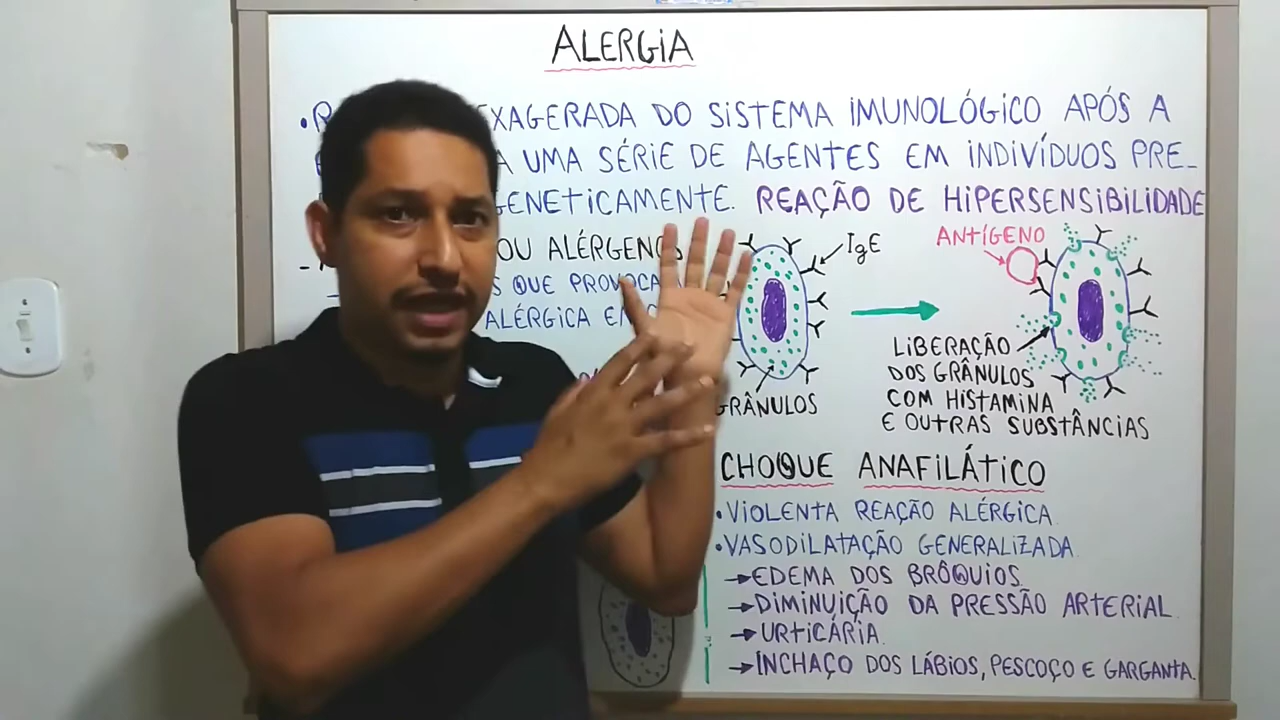 ALERGIA
EXAGERADA DO SISTEMA IMUNOLÓGICO APÓS A
A UMA SÉRIE DE AGENTES EM INDIVÍDUOS PRE-
GENETICAMENTE. REAÇÃO DE HIPERSENSIBILIDADE
OU ALÉRGENOS
QUE PROVOCA
ALÉRGICA EM
IgE
GRÂNULOS
ANTÍGENO
LIBERAÇÃO
DOS GRÂNULOS
COM HISTAMINA
E OUTRAS SUBSTÂNCIAS
CHOQUE ANAFILÁTICO
•VIOLENTA REAÇÃO ALÉRGICA
•VASODILATAÇÃO GENERALIZADA
→EDEMA DOS BRÔQUIOS
→DIMINUIÇÃO DA PRESSÃO ARTERIAL.
→URTICÁRIA.
→INCHAÇO DOS LÁBIOS, PESCOÇO E GARGANTA.